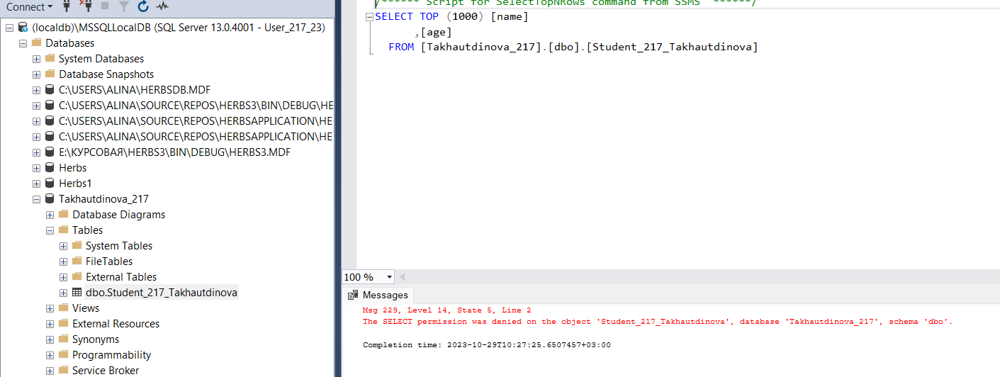 Connect
(localdb)\MSSQLLocalDB (SQL Server 13.0.4001 - User_217_23)
Databases
System Databases
Database Snapshots
C:\USERS\ALINA\HERBSDB.MDF
C:\USERS\ALINA\SOURCE\REPOS\HERBS3\BIN\DEBUG\HE
C:\USERS\ALINA\SOURCE\REPOS\HERBSAPPLICATION\HE
C:\USERS\ALINA\SOURCE\REPOS\HERBSAPPLICATION\HE
E:\КУРСОВАЯ\HERBS3\BIN\DEBUG\HERBS3.MDF
Herbs
Herbs1
Takhautdinova_217
Database Diagrams
Tables
System Tables
FileTables
External Tables
dbo.Student_217_Takhautdinova
Views
External Resources
Synonyms
Programmability
Service Broker
/****** Script for SelectTopNRows command from SSMS ******/
SELECT TOP (1000) [name]
,[age]
FROM [Takhautdinova_217].[dbo].[Student_217_Takhautdinova]
100 %
Messages
Msg 229, Level 14, State 5, Line 2
The SELECT permission was denied on the object 'Student_217_Takhautdinova', database 'Takhautdinova_217', schema 'dbo'.
Completion time: 2023-10-29T10:27:25.6507457+03:00